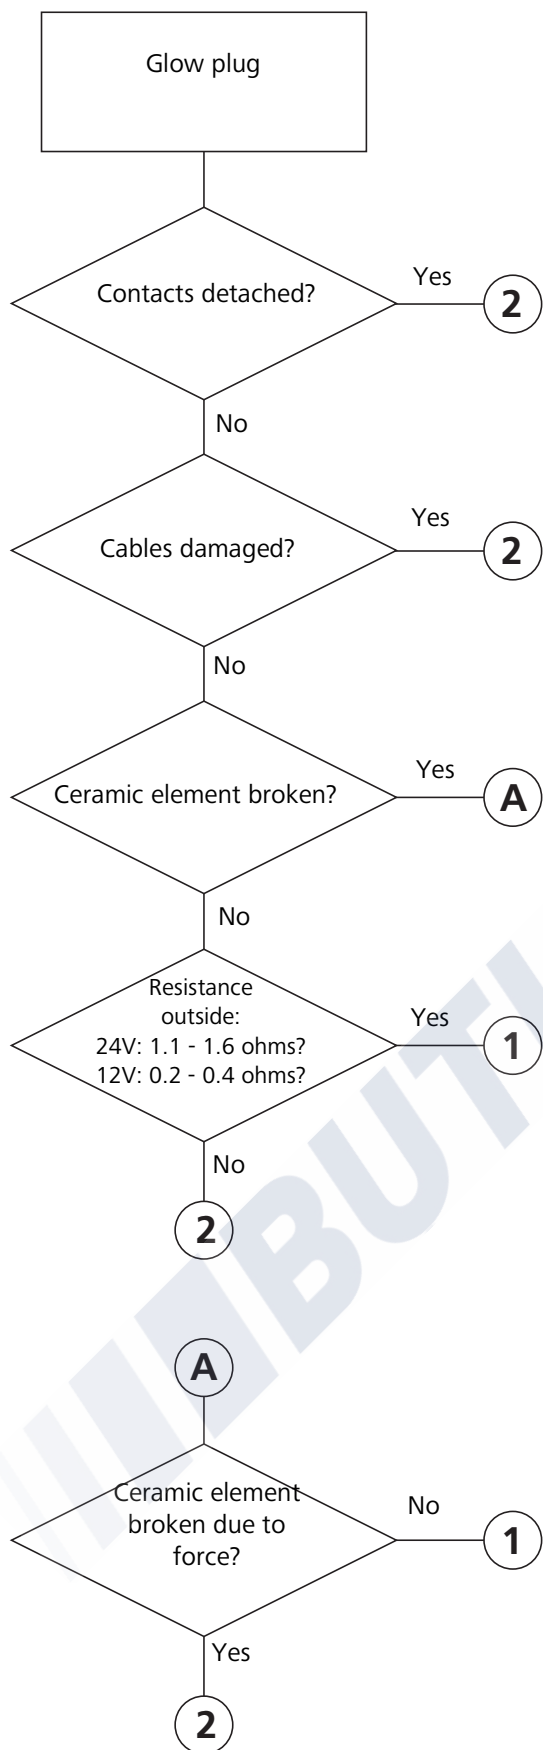 Glow plug
Contacts detached?
Yes
2
No
Cables damaged?
Yes
2
No
Ceramic element broken?
Yes
A
No
Resistance
outside:
24V: 1.1 - 1.6 ohms?
12V: 0.2 - 0.4 ohms?
Yes
1
No
2
A
Ceramic element
broken due to
force?
No
1
Yes
2